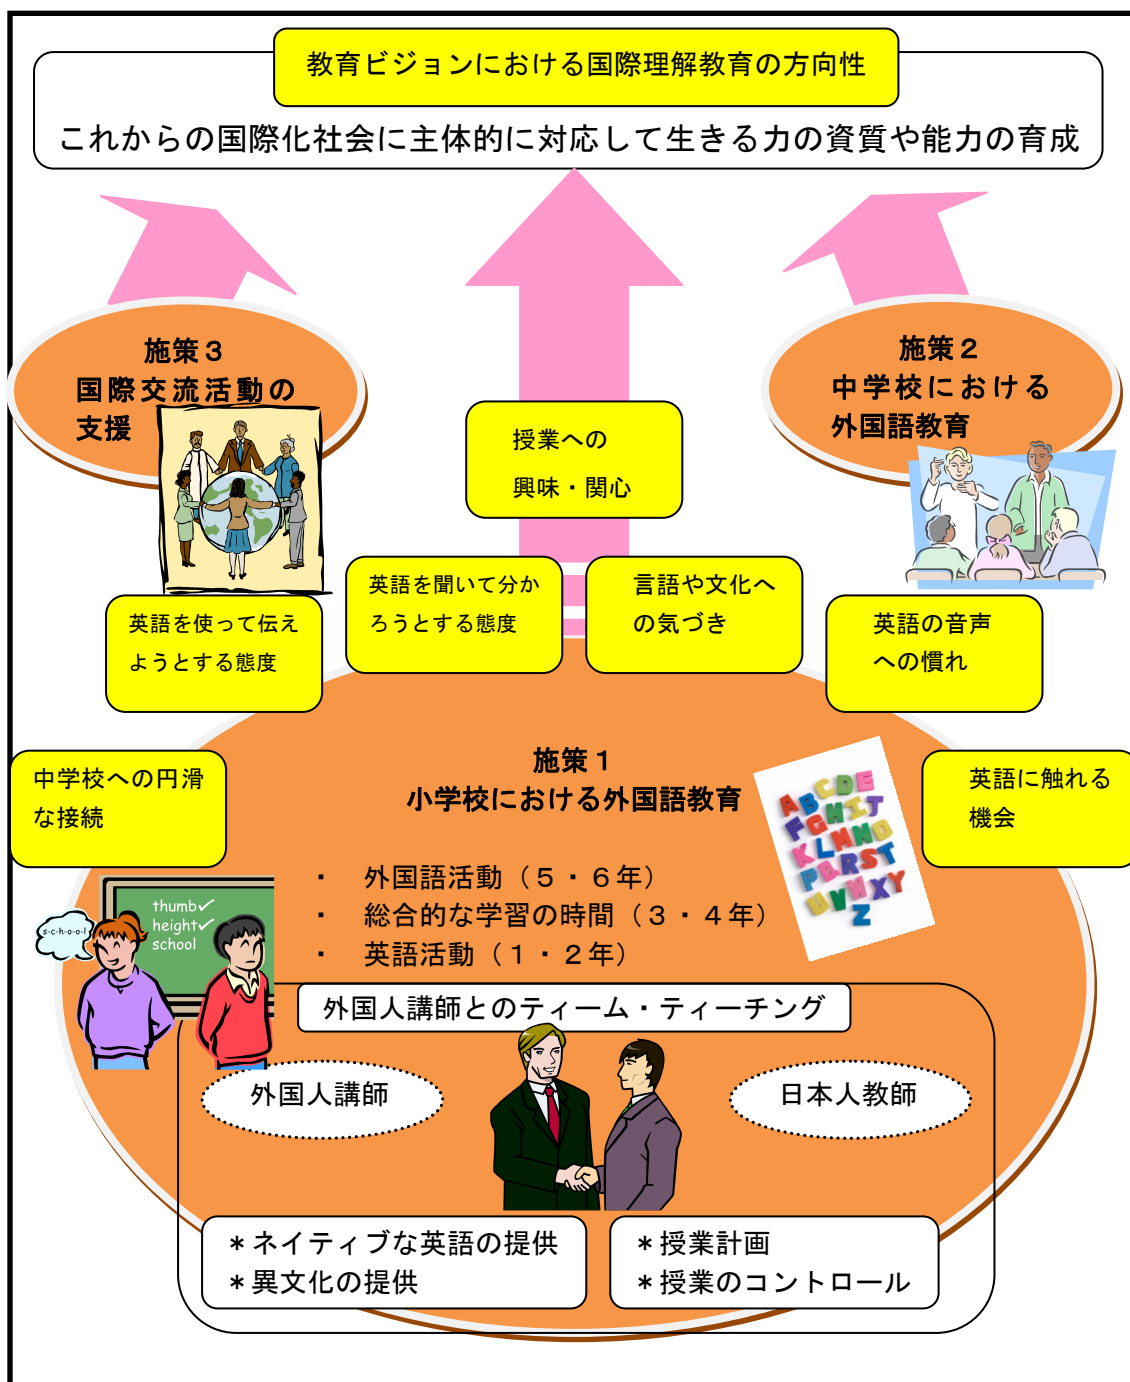 教育ビジョンにおける国際理解教育の方向性
これからの国際化社会に主体的に対応して生きる力の資質や能力の育成
施策３
国際交流活動の
支援
施策２
中学校における
外国語教育
授業への
興味・関心
英語を使って伝え
ようとする態度
英語を聞いて分か
ろうとする態度
言語や文化へ
の気づき
英語の音声
への慣れ
中学校への円滑
な接続
英語に触れる
機会
施策１
小学校における外国語教育
ABCDE
FGHIJ
KLMNO
PQRST
UVWXY
Z
・ 外国語活動（５・６年）
・ 総合的な学習の時間（３・４年）
・ 英語活動（１・２年）
s-c-h-o-o-l
thumb✓
height✓
school
外国人講師とのティーム・ティーチング
外国人講師
日本人教師
＊ネイティブな英語の提供
＊異文化の提供
＊授業計画
＊授業のコントロール